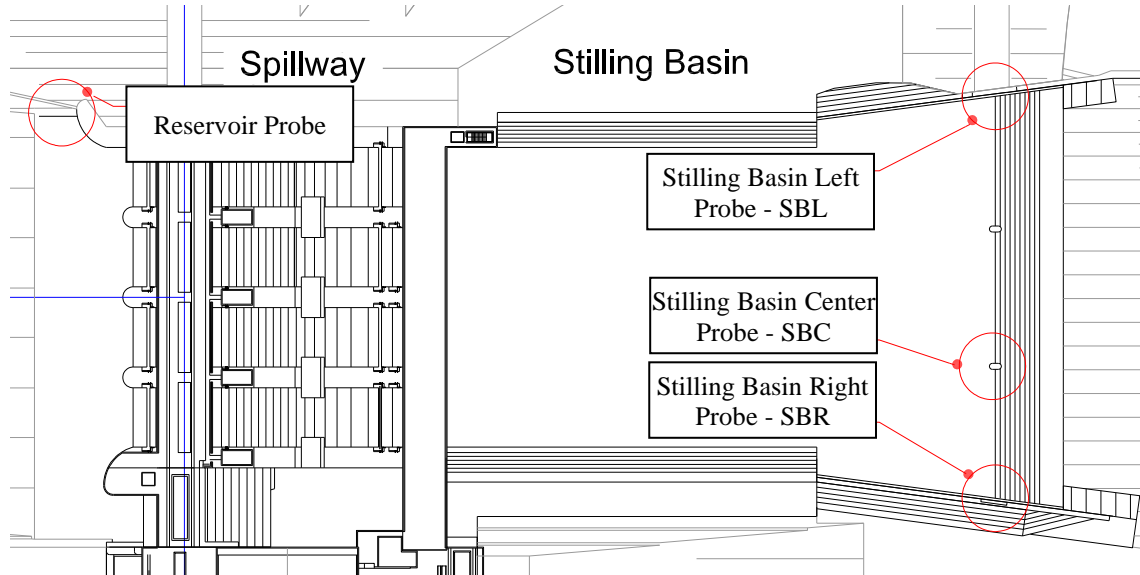 Spillway
Stilling Basin
Reservoir Probe
Stilling Basin Left
Probe - SBL
Stilling Basin Center
Probe - SBC
Stilling Basin Right
Probe - SBR